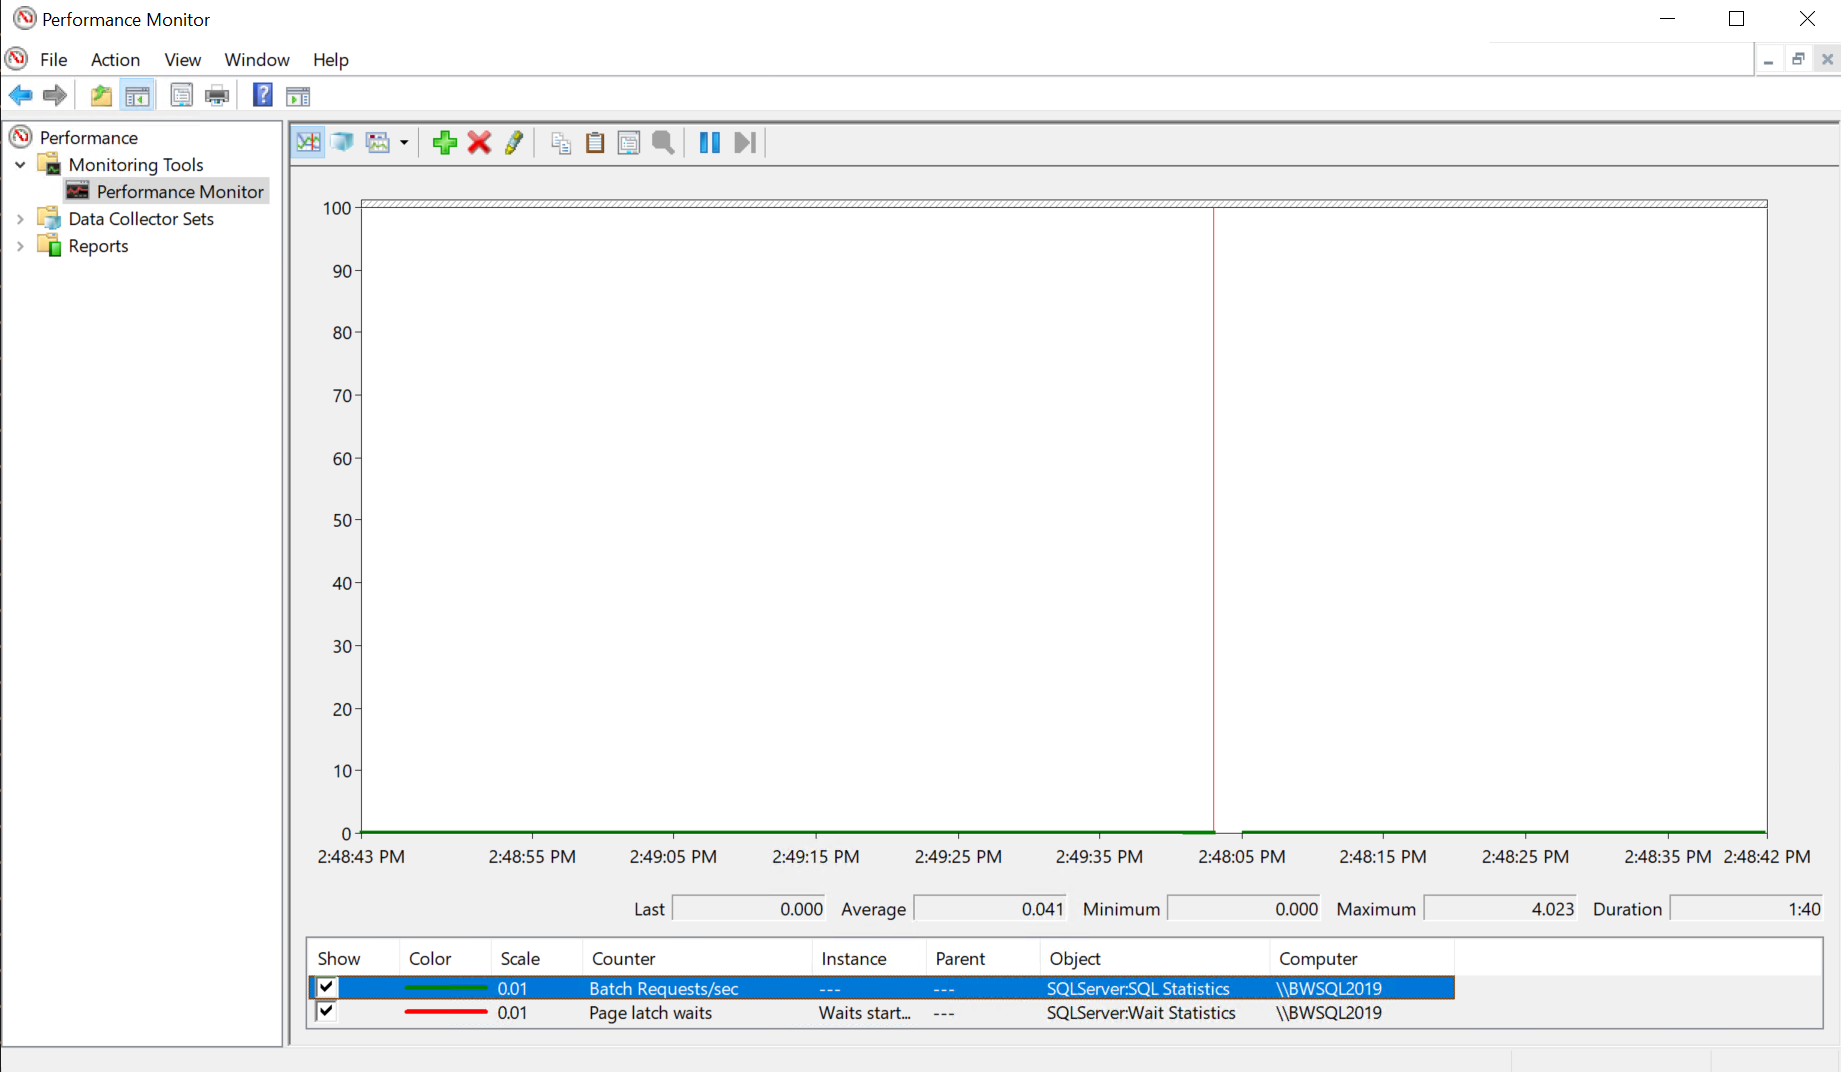 Performance Monitor
File Action View Window Help
Performance
Monitoring Tools
Performance Monitor
Data Collector Sets
Reports
100
90
80
70
60
50
40
30
20
10
0
2:48:43 PM 2:48:55 PM 2:49:05 PM 2:49:15 PM 2:49:25 PM 2:49:35 PM 2:48:05 PM 2:48:15 PM 2:48:25 PM 2:48:35 PM 2:48:42 PM
Last 0.000 Average 0.041 Minimum 0.000 Maximum 4.023 Duration 1:40
Show Color Scale Counter Instance Parent Object Computer
0.01 Batch Requests/sec --- --- SQLServer:SQL Statistics \\BWSQL2019
0.01 Page latch waits Waits start... --- SQLServer:Wait Statistics \\BWSQL2019